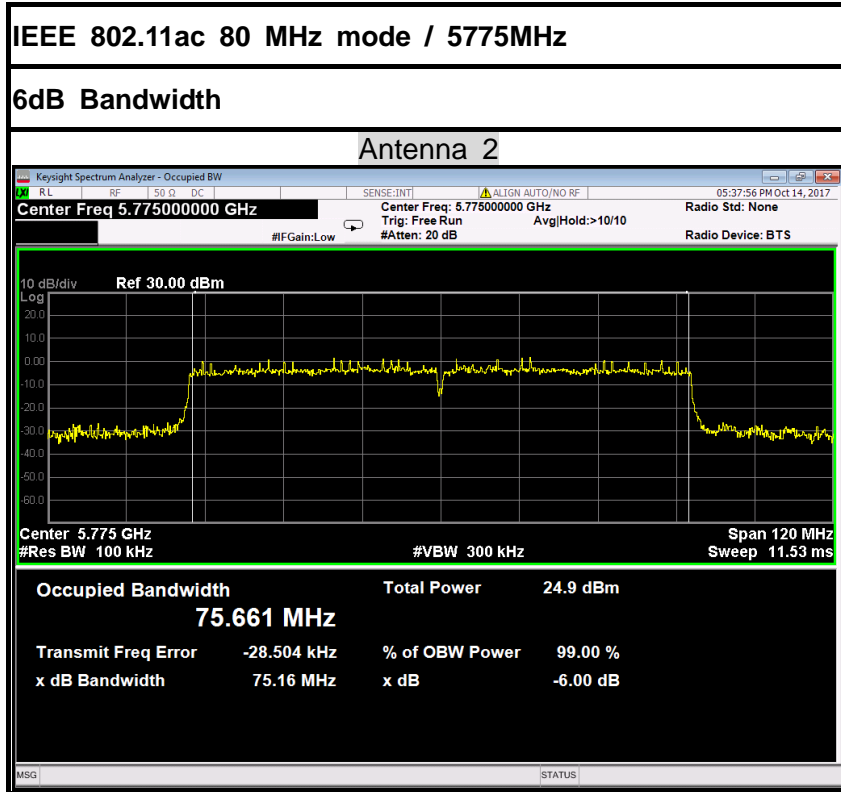 IEEE 802.11ac 80 MHz mode / 5775MHz
6dB Bandwidth
Antenna 2
Keysight Spectrum Analyzer - Occupied BW
RL RF 50 Ω DC SENSE:INT ALIGN AUTO/NO RF 05:37:56 PM Oct 14, 2017
Center Freq 5.775000000 GHz Center Freq: 5.775000000 GHz Radio Std: None
Trig: Free Run Avg|Hold:>10/10
#IFGain:Low #Atten: 20 dB Radio Device: BTS
10 dB/div Ref 30.00 dBm
Log
20.0
10.0
0.00
-10.0
-20.0
-30.0
-40.0
-50.0
-60.0
Center 5.775 GHz Span 120 MHz
#Res BW 100 kHz #VBW 300 kHz Sweep 11.53 ms
Occupied Bandwidth Total Power 24.9 dBm
75.661 MHz
Transmit Freq Error -28.504 kHz % of OBW Power 99.00 %
x dB Bandwidth 75.16 MHz x dB -6.00 dB
MSG STATUS